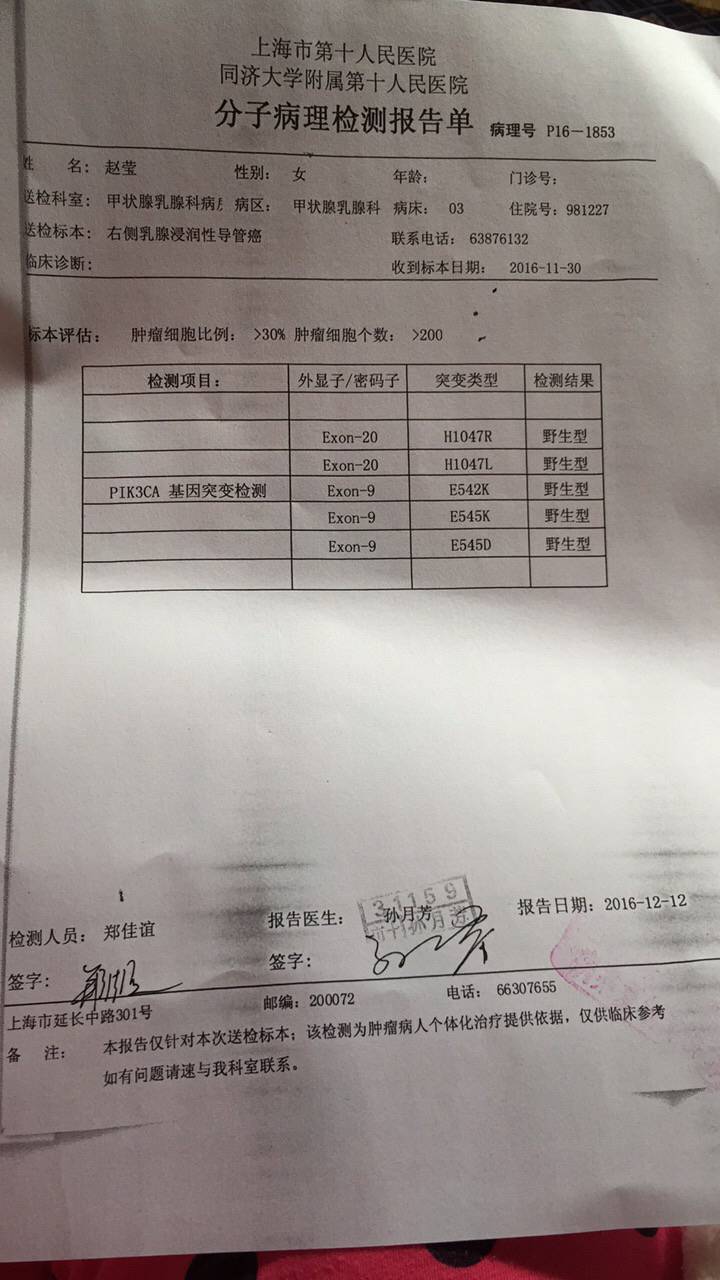 上海市第十人民医院
同济大学附属第十人民医院
分子病理检测报告单 病理号 P16-1853
姓 名: 赵莹 性别: 女 年龄: 门诊号:
送检科室: 甲状腺乳腺科病房 病区: 甲状腺乳腺科 病床: 03 住院号: 981227
送检标本: 右侧乳腺浸润性导管癌 联系电话: 63876132
临床诊断: 收到标本日期: 2016-11-30
标本评估: 肿瘤细胞比例: >30% 肿瘤细胞个数: >200
检测项目: 外显子/密码子 突变类型 检测结果
Exon-20 H1047R 野生型
Exon-20 H1047L 野生型
PIK3CA 基因突变检测 Exon-9 E542K 野生型
Exon-9 E545K 野生型
Exon-9 E545D 野生型
检测人员: 郑佳谊 报告医生: 孙月芳 报告日期: 2016-12-12
31159
签字: 签字:
上海市延长中路301号 邮编: 200072 电话: 66307655
备 注: 本报告仅针对本次送检标本; 该检测为肿瘤病人个体化治疗提供依据, 仅供临床参考
如有问题请速与我科室联系。